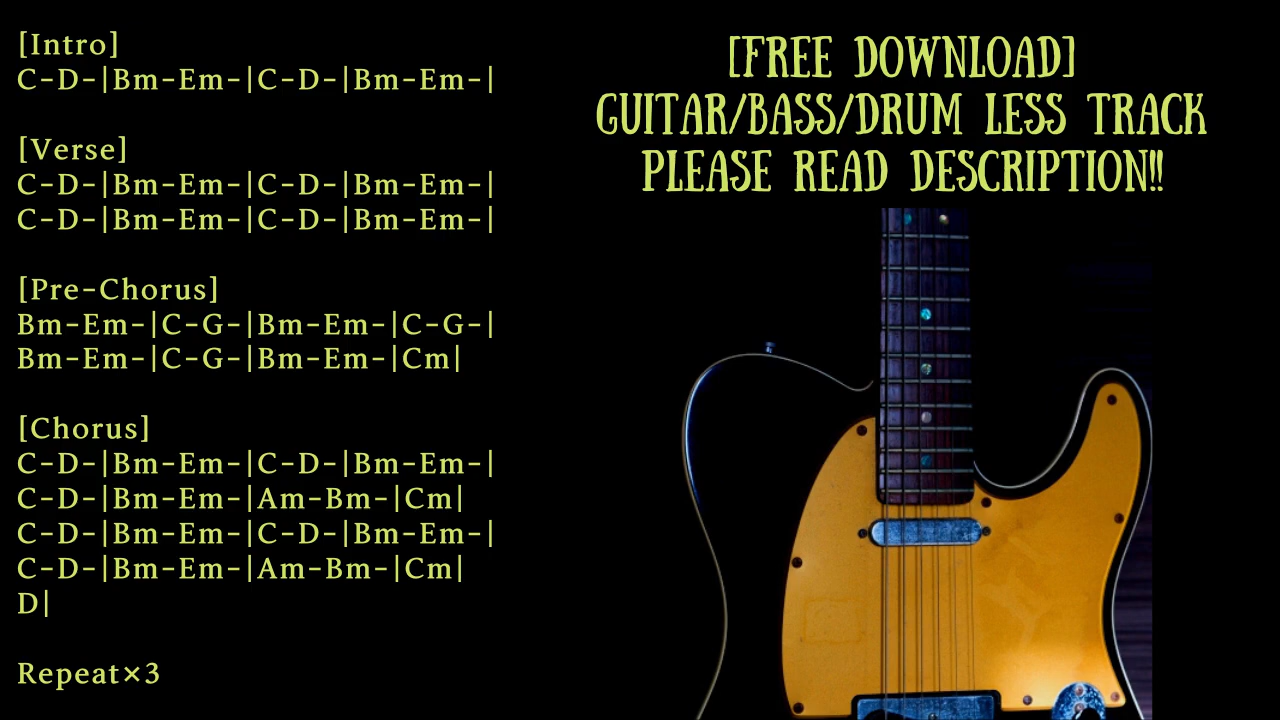 [Intro]
C-D-|Bm-Em-|C-D-|Bm-Em-|
[Verse]
C-D-|Bm-Em-|C-D-|Bm-Em-|
C-D-|Bm-Em-|C-D-|Bm-Em-|
[Pre-Chorus]
Bm-Em-|C-G-|Bm-Em-|C-G-|
Bm-Em-|C-G-|Bm-Em-|Cm|
[Chorus]
C-D-|Bm-Em-|C-D-|Bm-Em-|
C-D-|Bm-Em-|Am-Bm-|Cm|
C-D-|Bm-Em-|C-D-|Bm-Em-|
C-D-|Bm-Em-|Am-Bm-|Cm|
D|
Repeat×3
[FREE DOWNLOAD]
GUITAR/BASS/DRUM LESS TRACK
PLEASE READ DESCRIPTION!!